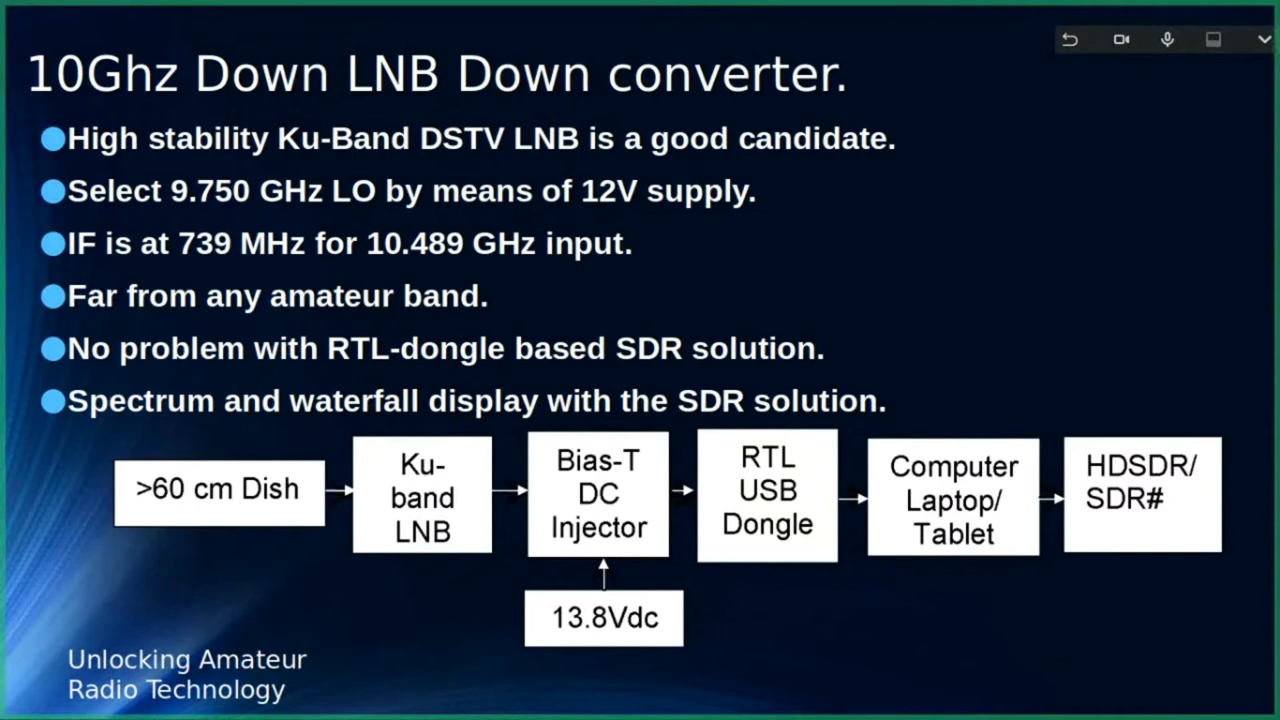 10Ghz Down LNB Down converter.
High stability Ku-Band DSTV LNB is a good candidate.
Select 9.750 GHz LO by means of 12V supply.
IF is at 739 MHz for 10.489 GHz input.
Far from any amateur band.
No problem with RTL-dongle based SDR solution.
Spectrum and waterfall display with the SDR solution.
>60 cm Dish
Ku-
band
LNB
Bias-T
DC
Injector
RTL
USB
Dongle
Computer
Laptop/
Tablet
HDSDR/
SDR#
13.8Vdc
Unlocking Amateur
Radio Technology